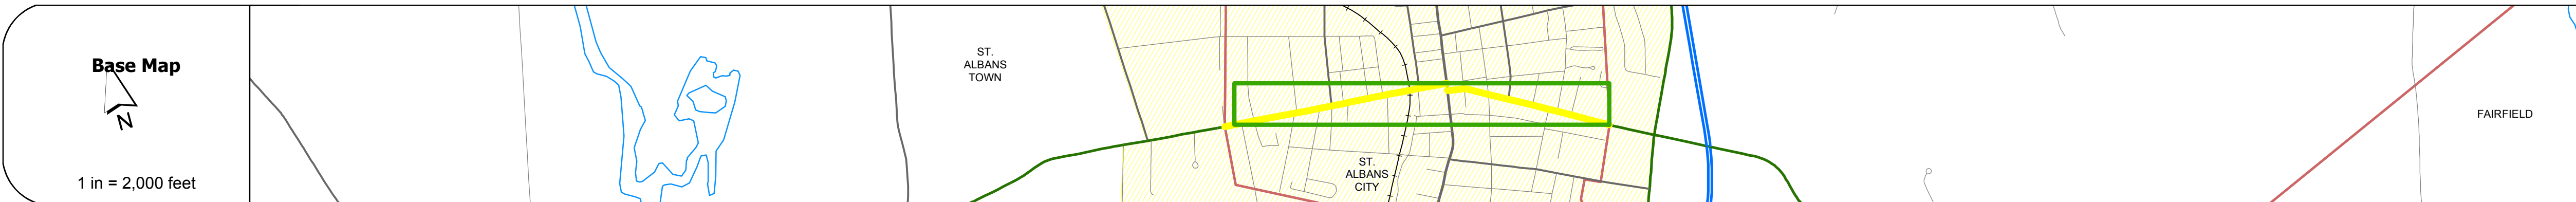 Base Map
N
1 in = 2,000 feet
ST.
ALBANS
TOWN
ST.
ALBANS
CITY
FAIRFIELD